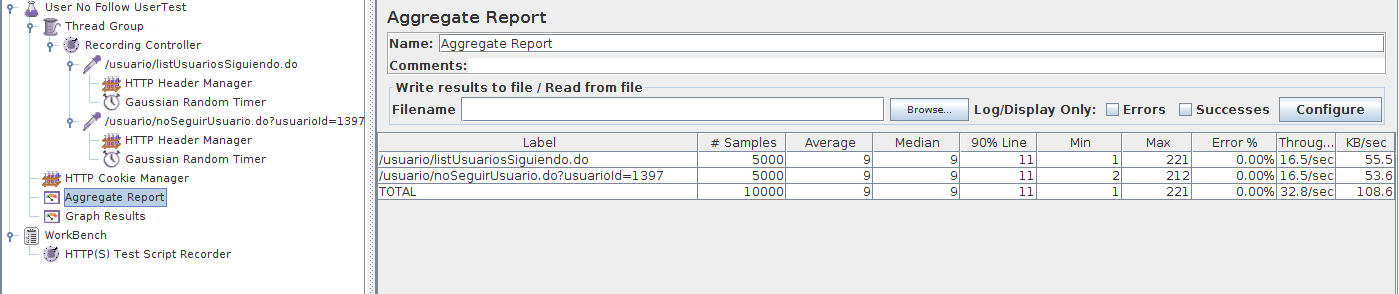 User No Follow UserTest
Thread Group
Recording Controller
/usuario/listUsuariosSiguiendo.do
HTTP Header Manager
Gaussian Random Timer
/usuario/noSeguirUsuario.do?usuarioId=1397
HTTP Header Manager
Gaussian Random Timer
HTTP Cookie Manager
Aggregate Report
Graph Results
WorkBench
HTTP(S) Test Script Recorder
Aggregate Report
Name: Aggregate Report
Comments:
Write results to file / Read from file
Filename Browse... Log/Display Only: Errors Successes Configure
Label # Samples Average Median 90% Line Min Max Error % Throug... KB/sec
/usuario/listUsuariosSiguiendo.do 5000 9 9 11 1 221 0.00% 16.5/sec 55.5
/usuario/noSeguirUsuario.do?usuarioId=1397 5000 9 9 11 2 212 0.00% 16.5/sec 53.6
TOTAL 10000 9 9 11 1 221 0.00% 32.8/sec 108.6